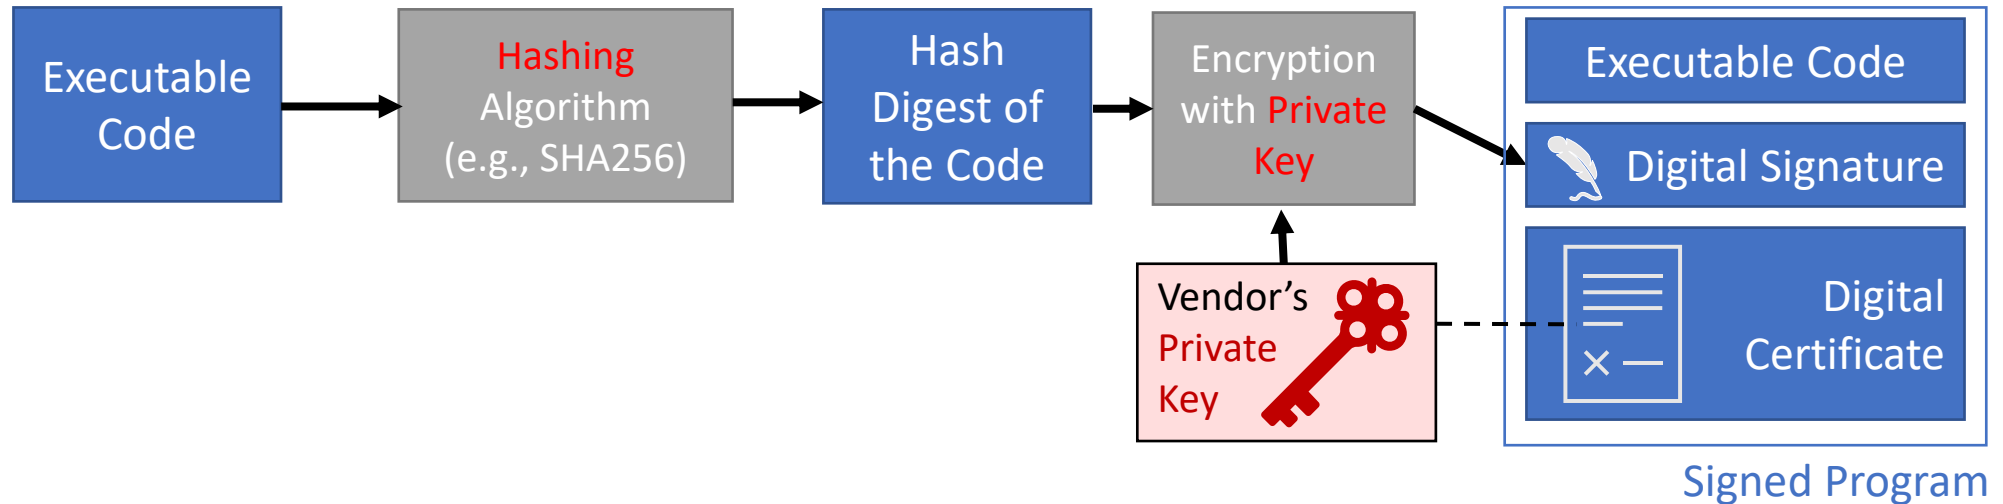 Executable
Code
Hashing
Algorithm
(e.g., SHA256)
Hash
Digest of
the Code
Encryption
with Private
Key
Executable Code
Digital Signature
Vendor’s
Private
Key
Digital
Certificate
Signed Program